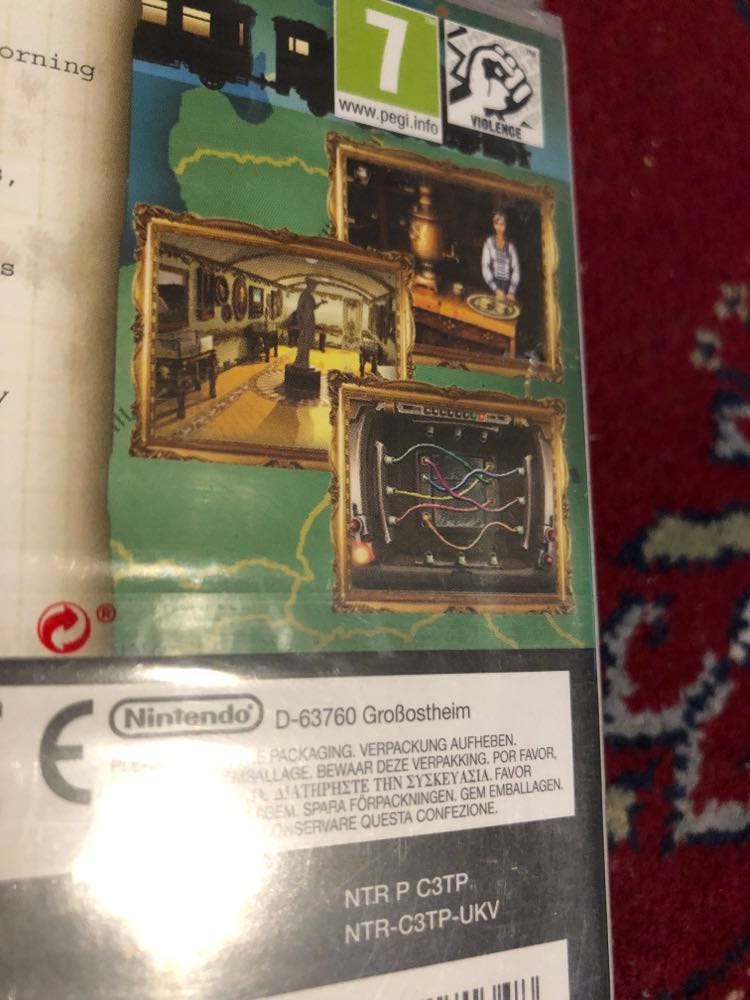 orning
s
y
7
www.pegi.info
VIOLENCE
®
CE
Nintendo® D-63760 Großostheim
PACKAGING. VERPACKUNG AUFHEBEN.
BEWAAR DEZE VERPAKKING. POR FAVOR,
ΔΙΑΤΗΡΗΣΤΕ ΤΗΝ ΣΥΣΚΕΥΑΣΙΑ. FAVOR
SPARA FÖRPACKNINGEN. GEM EMBALLAGEN.
CONSERVARE QUESTA CONFEZIONE.
NTR P C3TP
NTR-C3TP-UKV